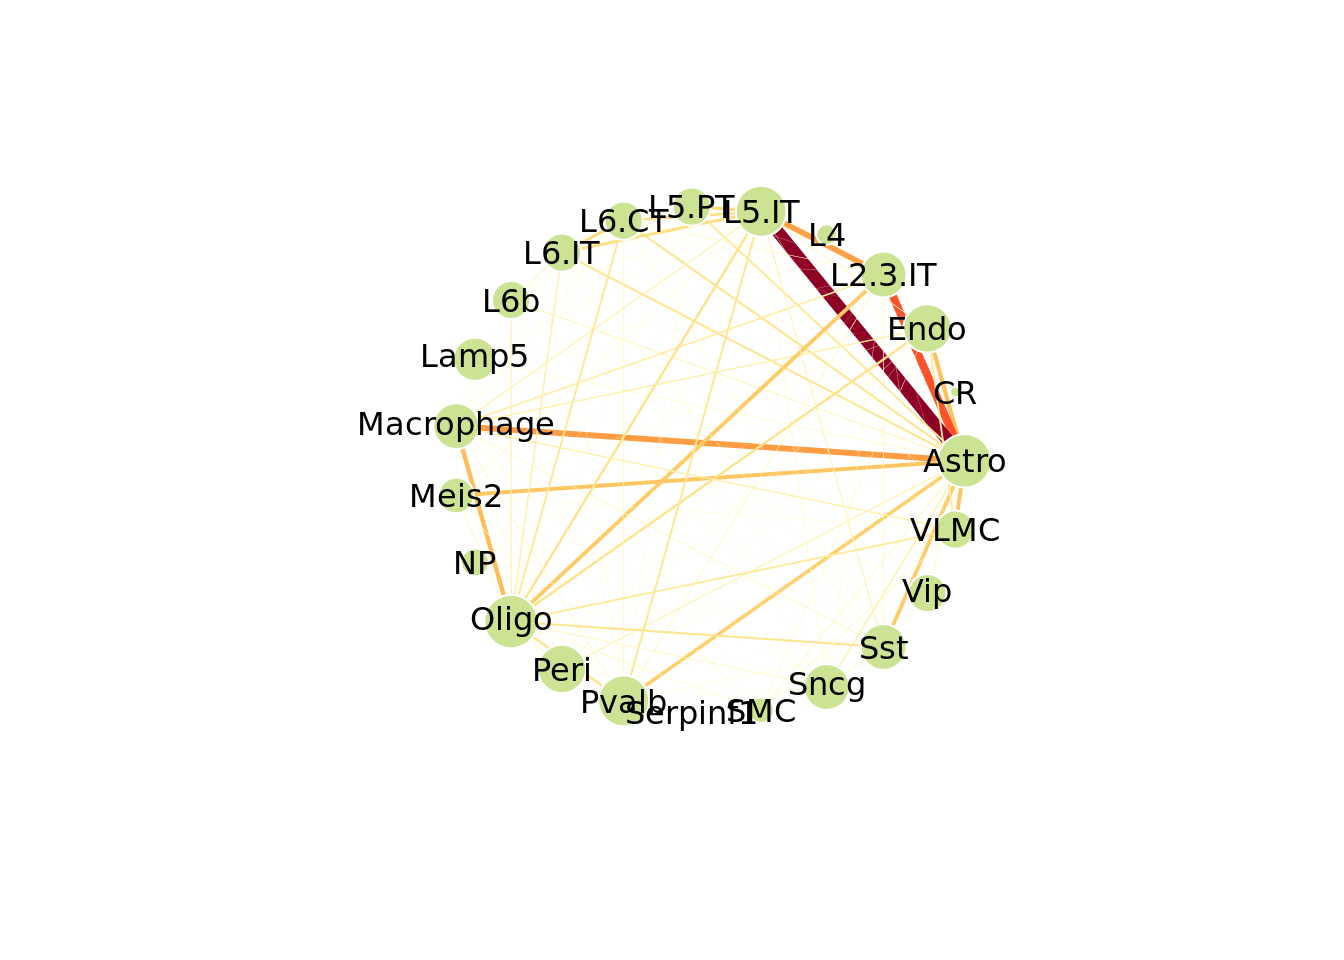 L5.PT
L5.IT
L6.CT
L4
L6.IT
L2.3.IT
L6b
Endo
Lamp5
CR
Macrophage
Astro
Meis2
VLMC
NP
Vip
Oligo
Sst
Peri
Sncg
Pvalb
Serpinf1
SMC